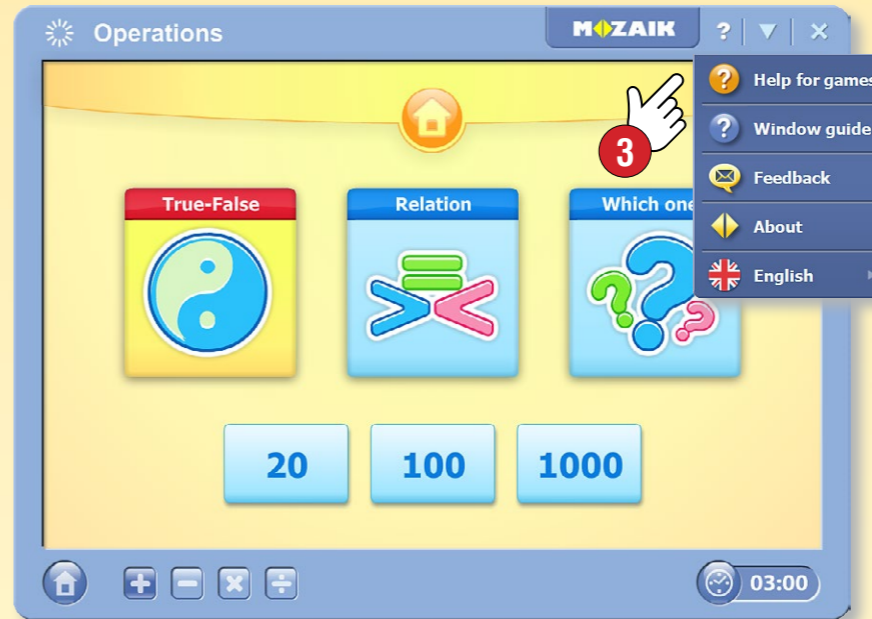 Operations
MOZAIK
?
Help for games
Window guide
Feedback
About
English
3
True-False
Relation
Which one
20
100
1000
03:00